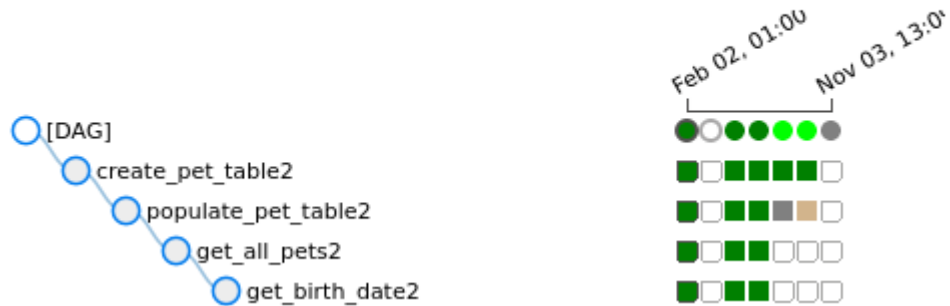 Feb 02, 01:00
Nov 03, 13:0
[DAG]
create_pet_table2
populate_pet_table2
get_all_pets2
get_birth_date2